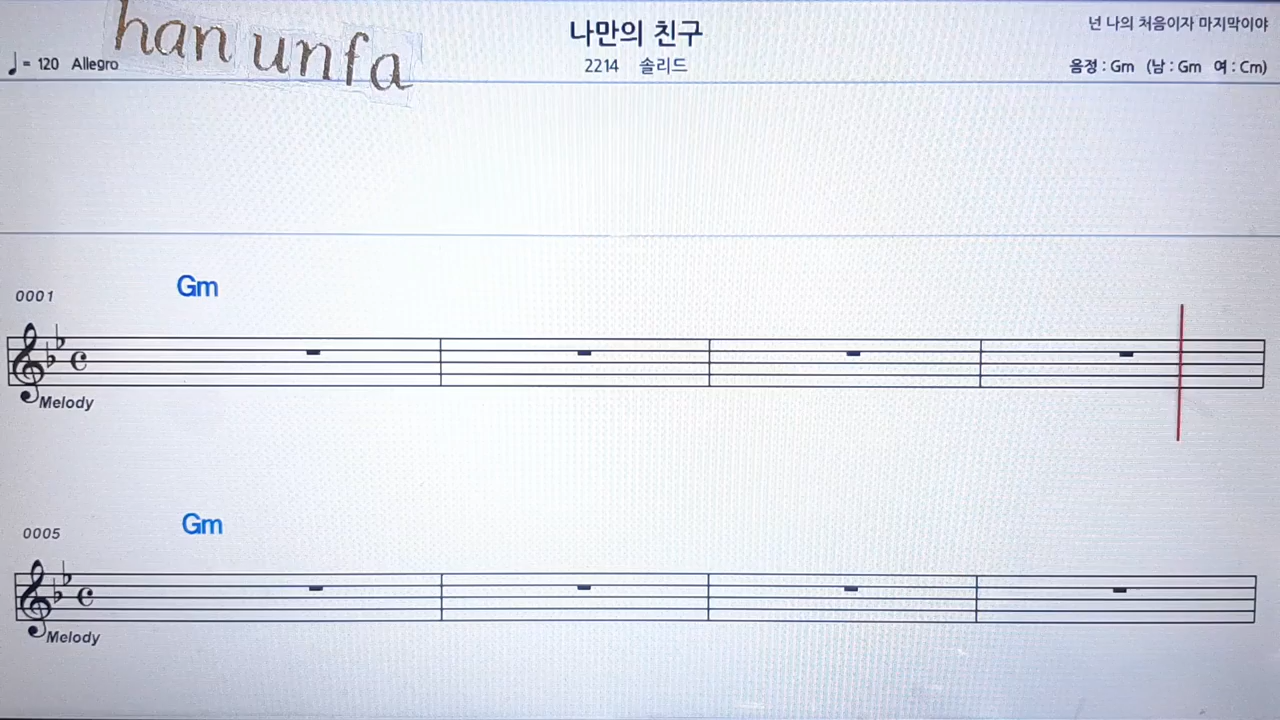 han unfa
나만의 친구
넌 나의 처음이자 마지막이야
♩ = 120 Allegro
2214 솔리드
음정 : Gm (남 : Gm 여 : Cm)
0001
Gm
Melody
0005
Gm
Melody